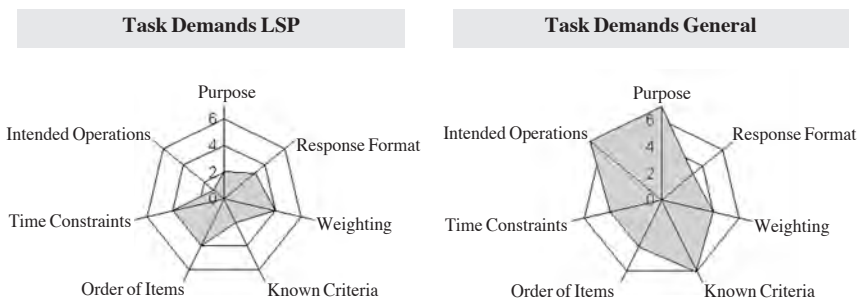 Task Demands LSP
Purpose
6
Intended Operations
Response Format
4
2
0
Time Constraints
Weighting
Order of Items
Known Criteria
Task Demands General
Purpose
6
Intended Operations
Response Format
4
2
0
Time Constraints
Weighting
Order of Items
Known Criteria